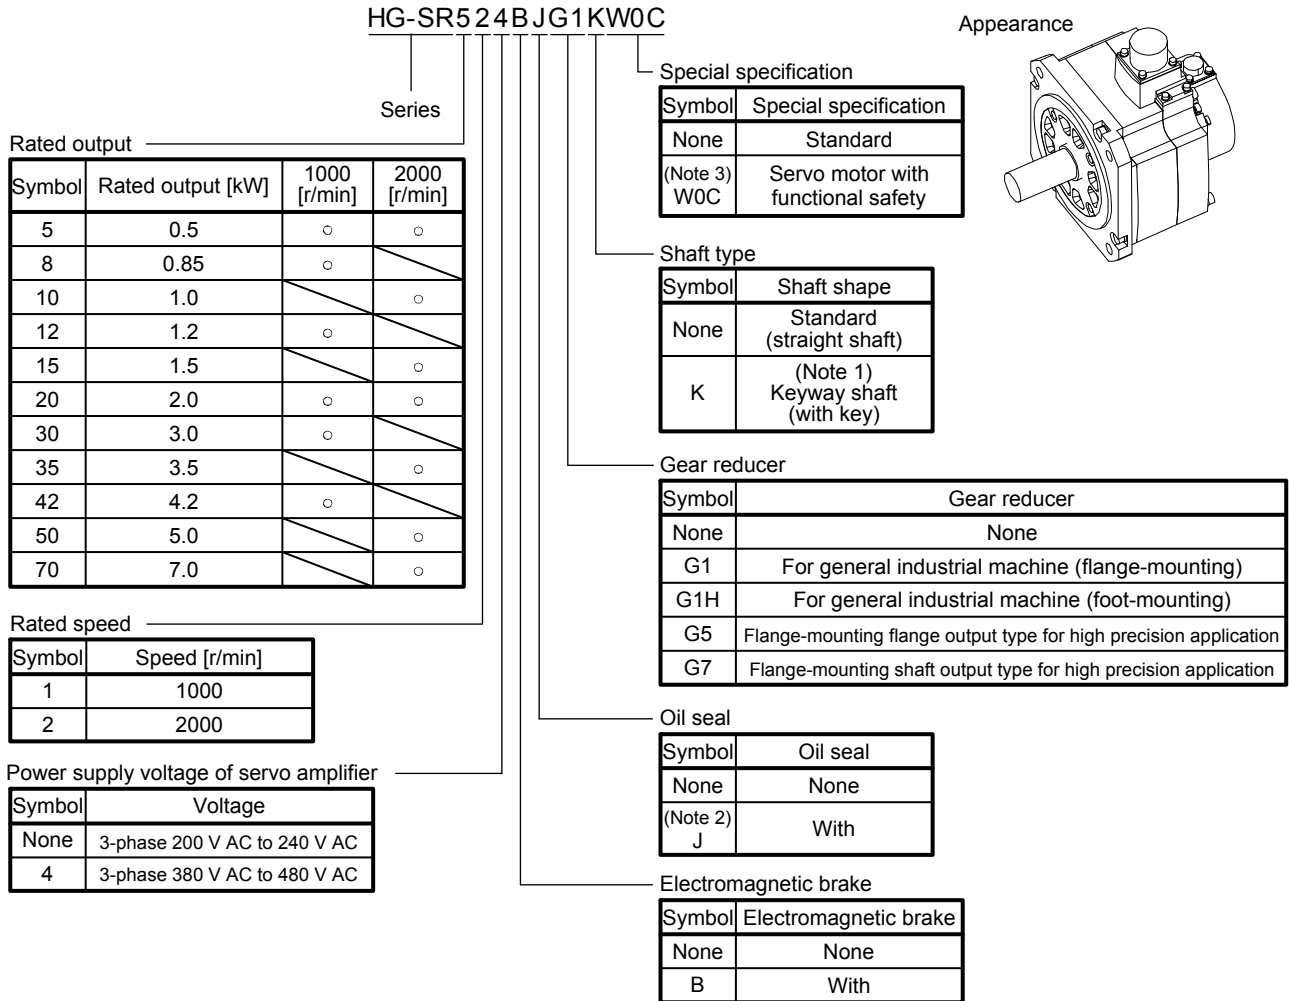 HG-SR524BJG1KW0C
Appearance
Series
Special specification
Symbol Special specification
None Standard
(Note 3) W0C Servo motor with functional safety
Rated output
Symbol Rated output [kW] 1000 [r/min] 2000 [r/min]
5 0.5 ○ ○
8 0.85 ○
10 1.0 ○
12 1.2 ○
15 1.5 ○
20 2.0 ○ ○
30 3.0 ○
35 3.5 ○
42 4.2 ○
50 5.0 ○
70 7.0 ○
Shaft type
Symbol Shaft shape
None Standard (straight shaft)
K (Note 1) Keyway shaft (with key)
Gear reducer
Symbol Gear reducer
None None
G1 For general industrial machine (flange-mounting)
G1H For general industrial machine (foot-mounting)
G5 Flange-mounting flange output type for high precision application
G7 Flange-mounting shaft output type for high precision application
Rated speed
Symbol Speed [r/min]
1 1000
2 2000
Oil seal
Symbol Oil seal
None None
(Note 2) J With
Power supply voltage of servo amplifier
Symbol Voltage
None 3-phase 200 V AC to 240 V AC
4 3-phase 380 V AC to 480 V AC
Electromagnetic brake
Symbol Electromagnetic brake
None None
B With